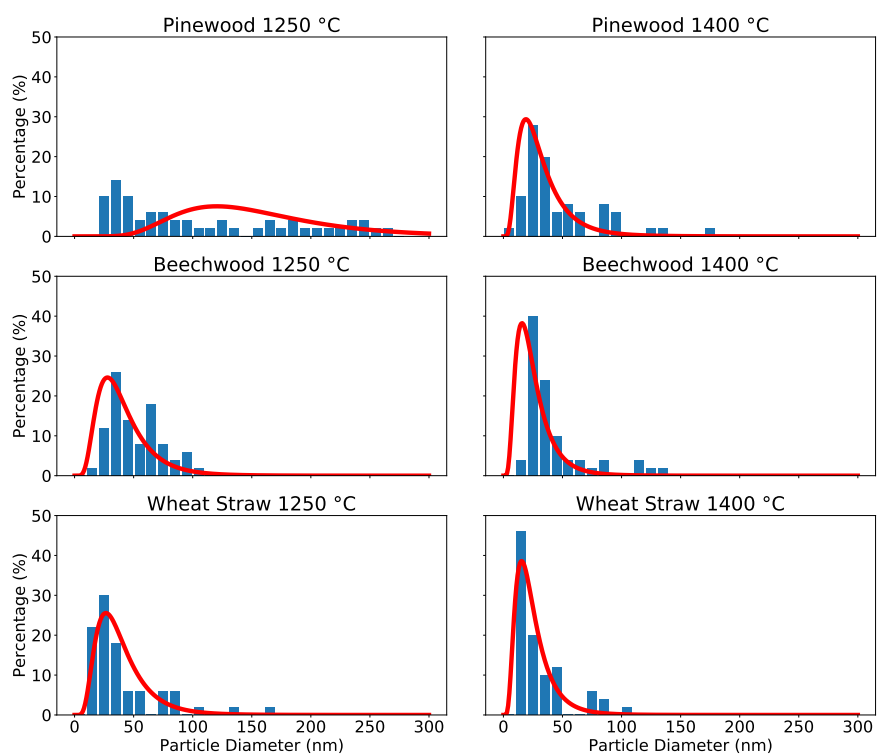 Pinewood 1250 °C
Pinewood 1400 °C
Percentage (%)
50
40
30
20
10
0
Beechwood 1250 °C
Beechwood 1400 °C
Percentage (%)
50
40
30
20
10
0
Wheat Straw 1250 °C
Wheat Straw 1400 °C
Percentage (%)
50
40
30
20
10
0
0 50 100 150 200 250 300
0 50 100 150 200 250 300
Particle Diameter (nm)
Particle Diameter (nm)